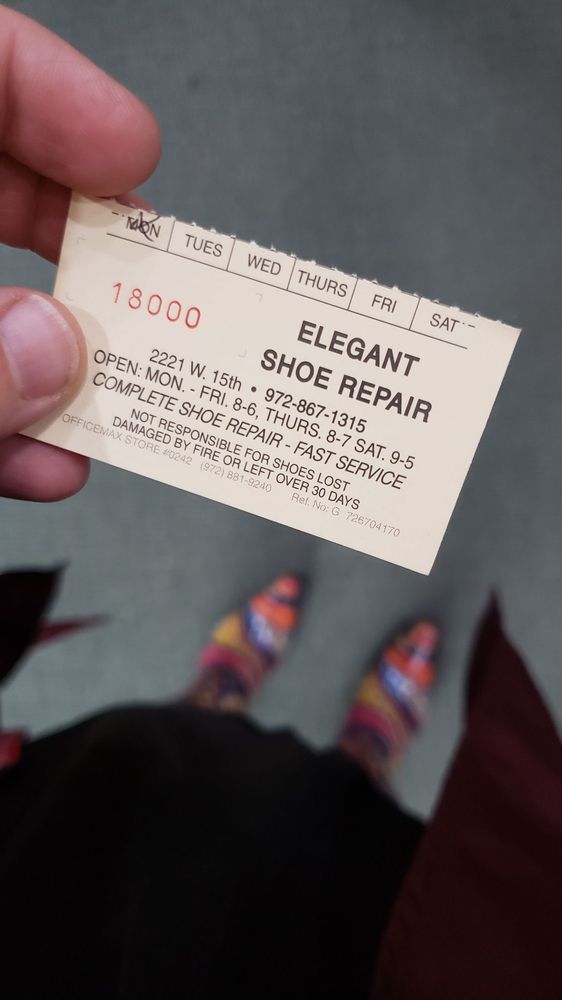 MON TUES WED THURS FRI SAT
18000
ELEGANT
SHOE REPAIR
2221 W. 15th • 972-867-1315
OPEN: MON. - FRI. 8-6, THURS. 8-7 SAT. 9-5
COMPLETE SHOE REPAIR - FAST SERVICE
NOT RESPONSIBLE FOR SHOES LOST
DAMAGED BY FIRE OR LEFT OVER 30 DAYS
OFFICEMAX STORE #0242 (972) 881-9240 Ref. No: G 726704170